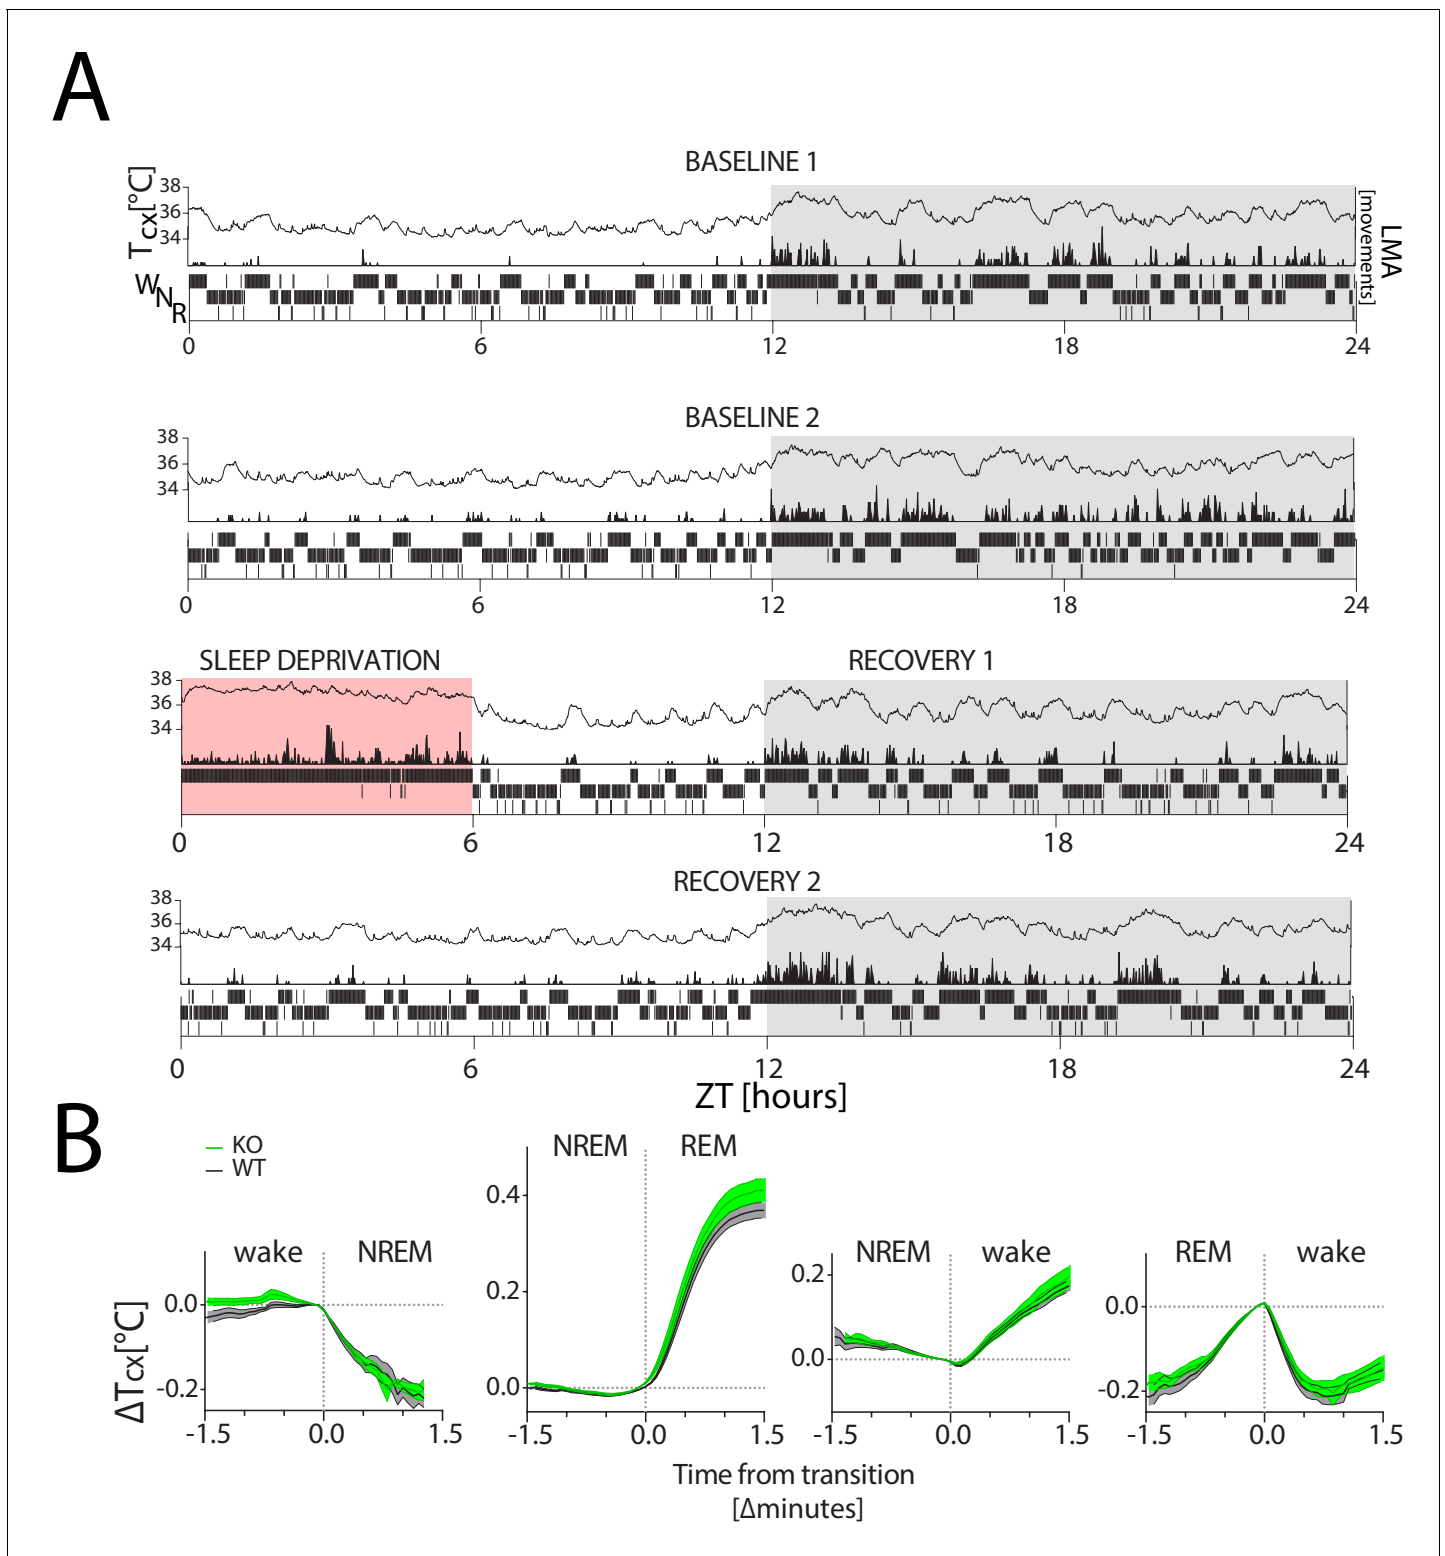 A
BASELINE 1
Tcx[°C]
38
36
34
LMA
[movements]
W
N
R
0 6 12 18 24
BASELINE 2
38
36
34
0 6 12 18 24
SLEEP DEPRIVATION RECOVERY 1
38
36
34
0 6 12 18 24
RECOVERY 2
38
36
34
0 6 12 18 24
ZT [hours]
B
KO
WT
ΔTcx[°C]
wake NREM
0.0
-0.2
-1.5 0.0 1.5
NREM REM
0.4
0.2
0.0
-1.5 0.0 1.5
NREM wake
0.2
0.0
-1.5 0.0 1.5
REM wake
0.0
-0.2
-1.5 0.0 1.5
Time from transition
[Δminutes]